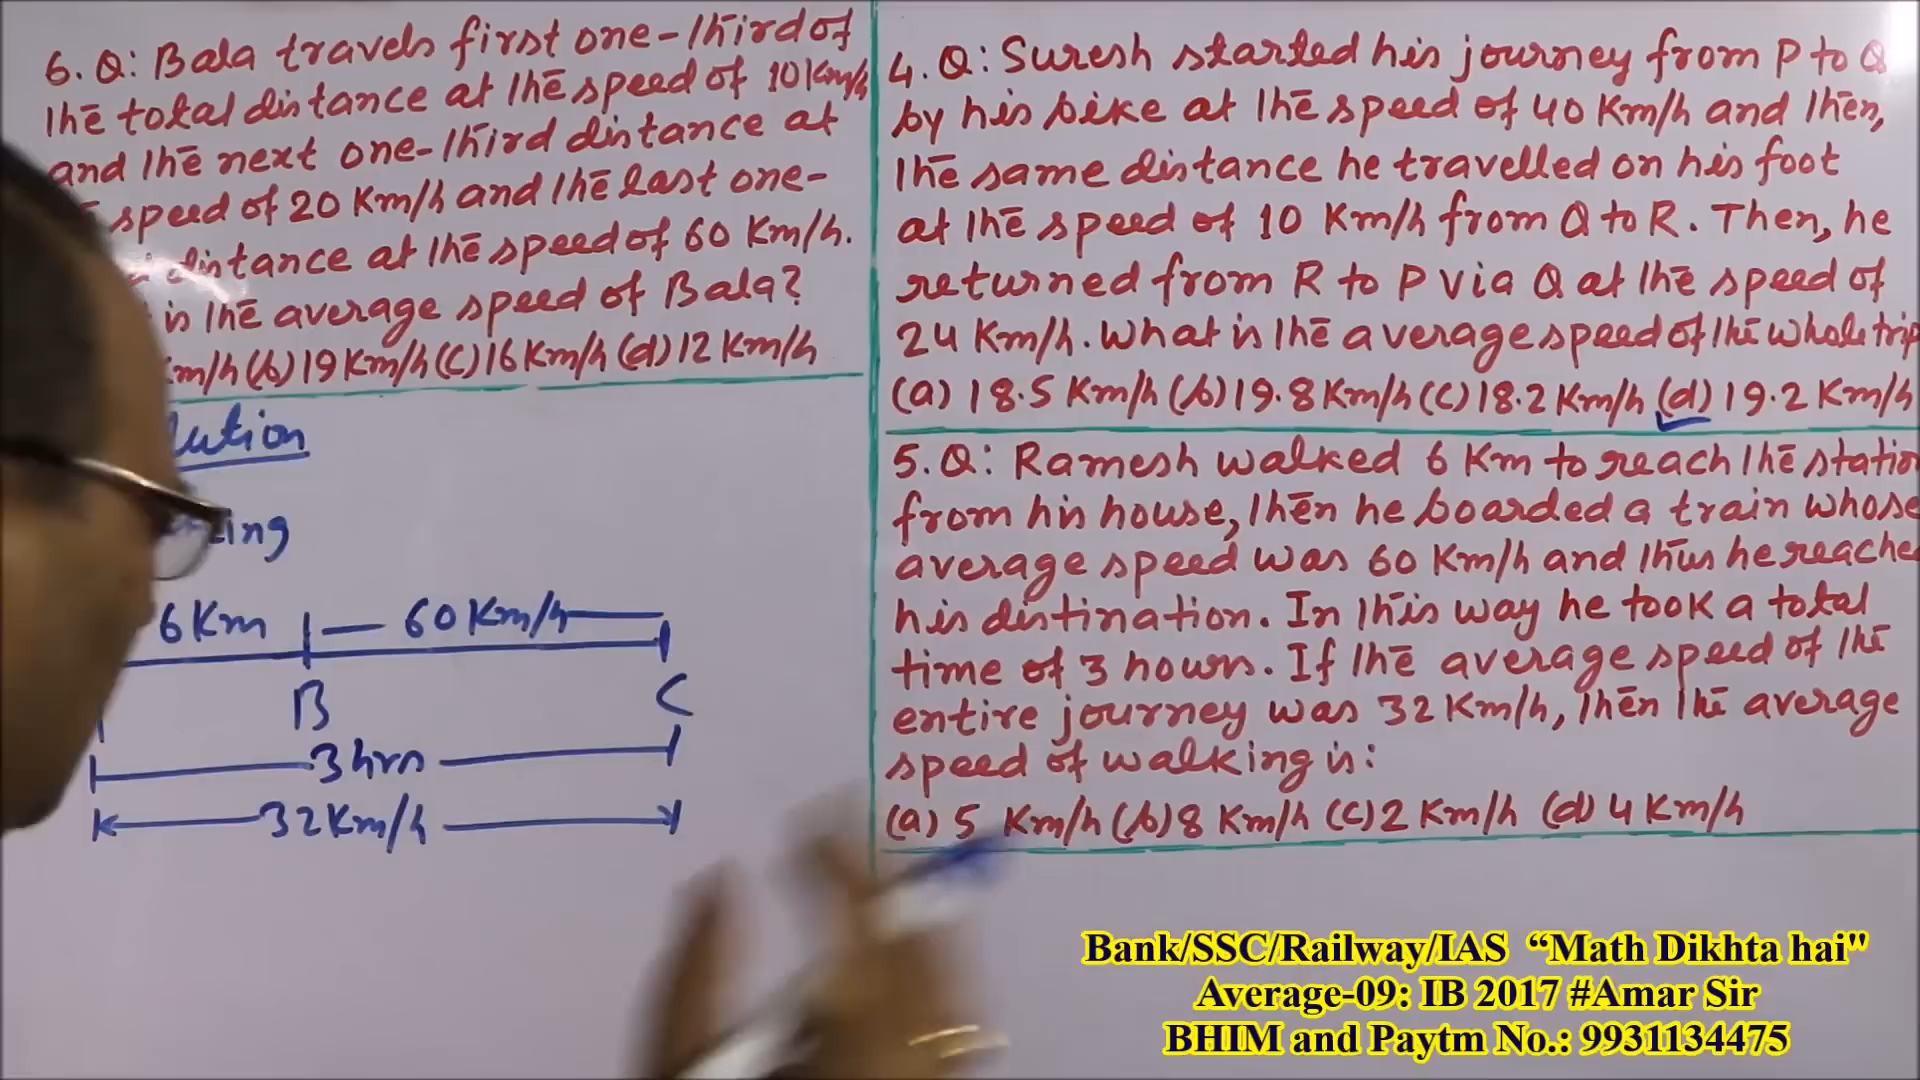 6. Q: Bala travels first one-third of
the total distance at the speed of 10 Km/h
and the next one-third distance at
speed of 20 Km/h and the last one-
distance at the speed of 60 Km/h.
is the average speed of Bala?
Km/h (b) 19 Km/h (c) 16 Km/h (d) 12 Km/h
lution
king
6 Km 60 Km/h
B C
3 hrs
32 Km/h
4. Q: Suresh started his journey from P to Q
by his bike at the speed of 40 Km/h and then,
the same distance he travelled on his foot
at the speed of 10 Km/h from Q to R. Then, he
returned from R to P via Q at the speed of
24 Km/h. What is the average speed of the whole trip
(a) 18.5 Km/h (b) 19.8 Km/h (c) 18.2 Km/h (d) 19.2 Km/h
5. Q: Ramesh walked 6 Km to reach the station
from his house, then he boarded a train whose
average speed was 60 Km/h and thus he reached
his distination. In this way he took a total
time of 3 hours. If the average speed of the
entire journey was 32 Km/h, then the average
speed of walking is:
(a) 5 Km/h (b) 8 Km/h (c) 2 Km/h (d) 4 Km/h
Bank/SSC/Railway/IAS “Math Dikhta hai"
Average-09: IB 2017 #Amar Sir
BHIM and Paytm No.: 9931134475